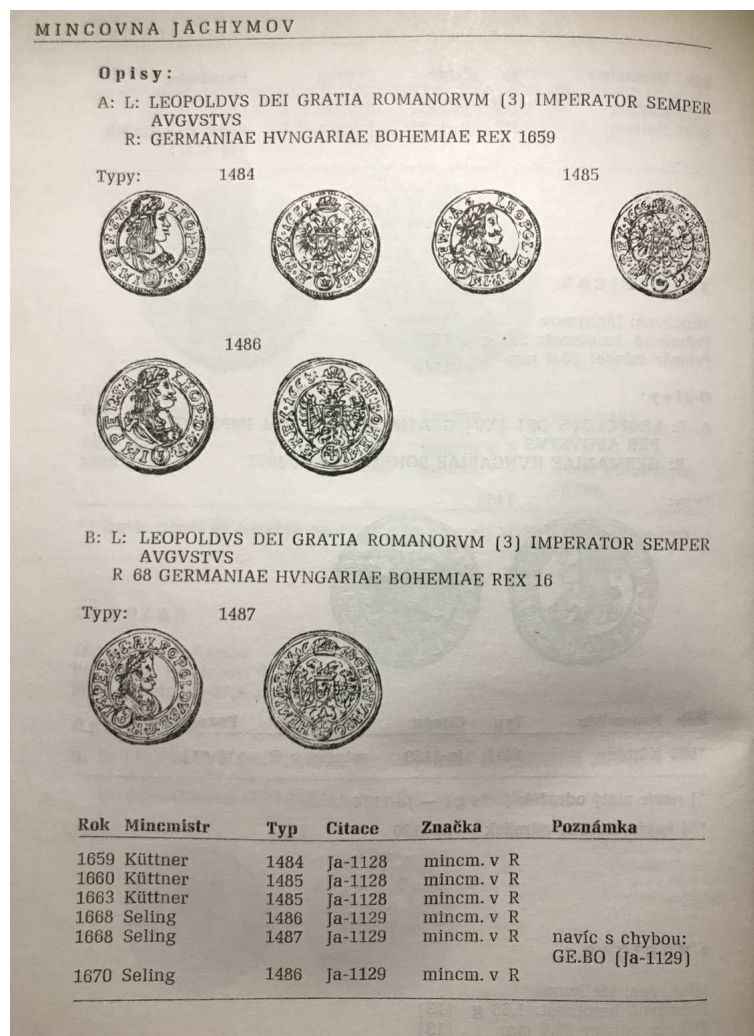 MINCOVNA JÁCHYMOV
Opisy:
A: L: LEOPOLDVS DEI GRATIA ROMANORVM (3) IMPERATOR SEMPER
AVGVSTVS
R: GERMANIAE HVNGARIAE BOHEMIAE REX 1659
Typy: 1484 1485
1486
B: L: LEOPOLDVS DEI GRATIA ROMANORVM (3) IMPERATOR SEMPER
AVGVSTVS
R 68 GERMANIAE HVNGARIAE BOHEMIAE REX 16
Typy: 1487
Rok Mincmistr Typ Citace Značka Poznámka
1659 Küttner 1484 Ja-1128 mincm. v R
1660 Küttner 1485 Ja-1128 mincm. v R
1663 Küttner 1485 Ja-1128 mincm. v R
1668 Seling 1486 Ja-1129 mincm. v R
1668 Seling 1487 Ja-1129 mincm. v R navíc s chybou:
GE.BO (Ja-1129)
1670 Seling 1486 Ja-1129 mincm. v R